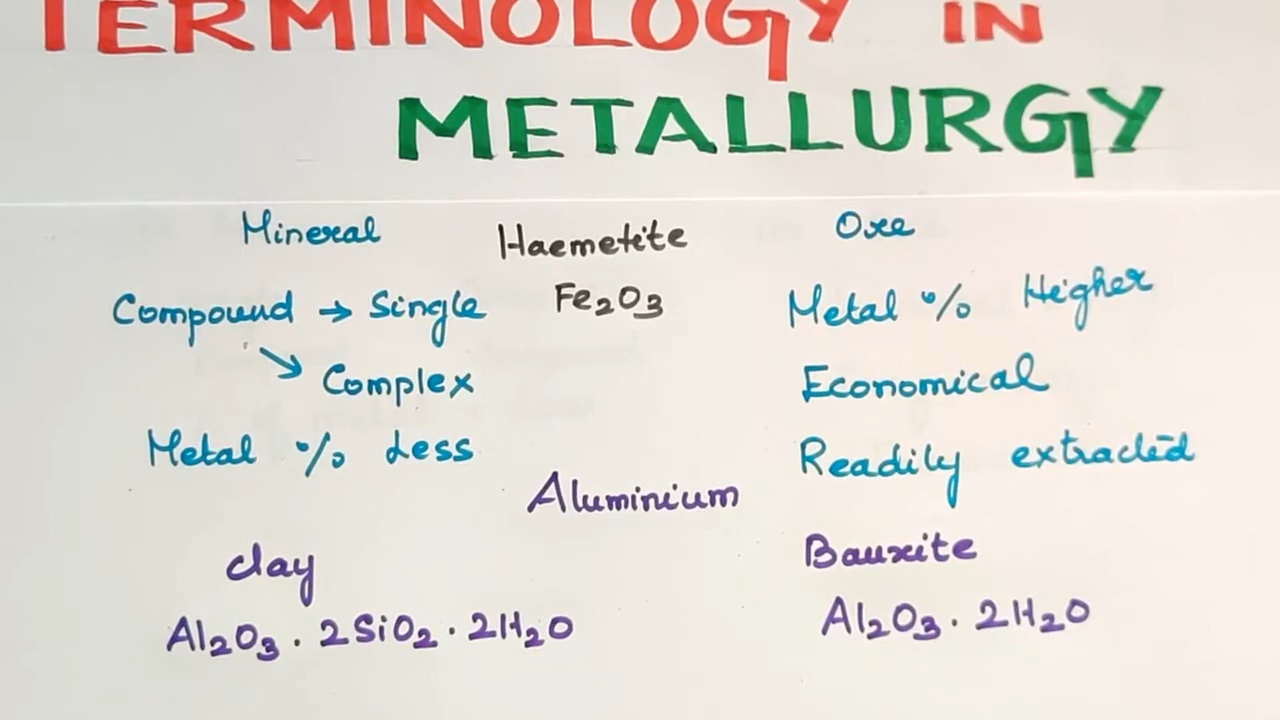 TERMINOLOGY IN
METALLURGY
Mineral Haemetite Ore
Compound → Single Fe₂O₃ Metal % Higher
↘ Complex Economical
Metal % Less Readily extracted
Aluminium
clay Bauxite
Al₂O₃ . 2SiO₂ . 2H₂O Al₂O₃ . 2H₂O